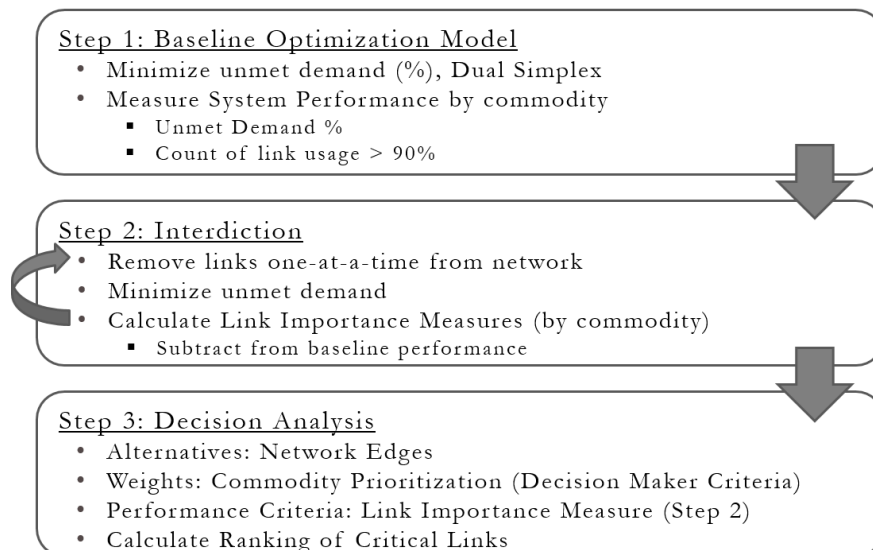 Step 1: Baseline Optimization Model
• Minimize unmet demand (%), Dual Simplex
• Measure System Performance by commodity
▪ Unmet Demand %
▪ Count of link usage > 90%
Step 2: Interdiction
• Remove links one-at-a-time from network
• Minimize unmet demand
• Calculate Link Importance Measures (by commodity)
▪ Subtract from baseline performance
Step 3: Decision Analysis
• Alternatives: Network Edges
• Weights: Commodity Prioritization (Decision Maker Criteria)
• Performance Criteria: Link Importance Measure (Step 2)
• Calculate Ranking of Critical Links